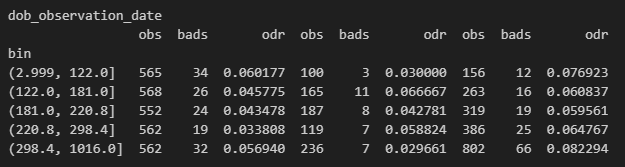 dob_observation_date
obs bads odr obs bads odr obs bads odr
bin
(2.999, 122.0] 565 34 0.060177 100 3 0.030000 156 12 0.076923
(122.0, 181.0] 568 26 0.045775 165 11 0.066667 263 16 0.060837
(181.0, 220.8] 552 24 0.043478 187 8 0.042781 319 19 0.059561
(220.8, 298.4] 562 19 0.033808 119 7 0.058824 386 25 0.064767
(298.4, 1016.0] 562 32 0.056940 236 7 0.029661 802 66 0.082294